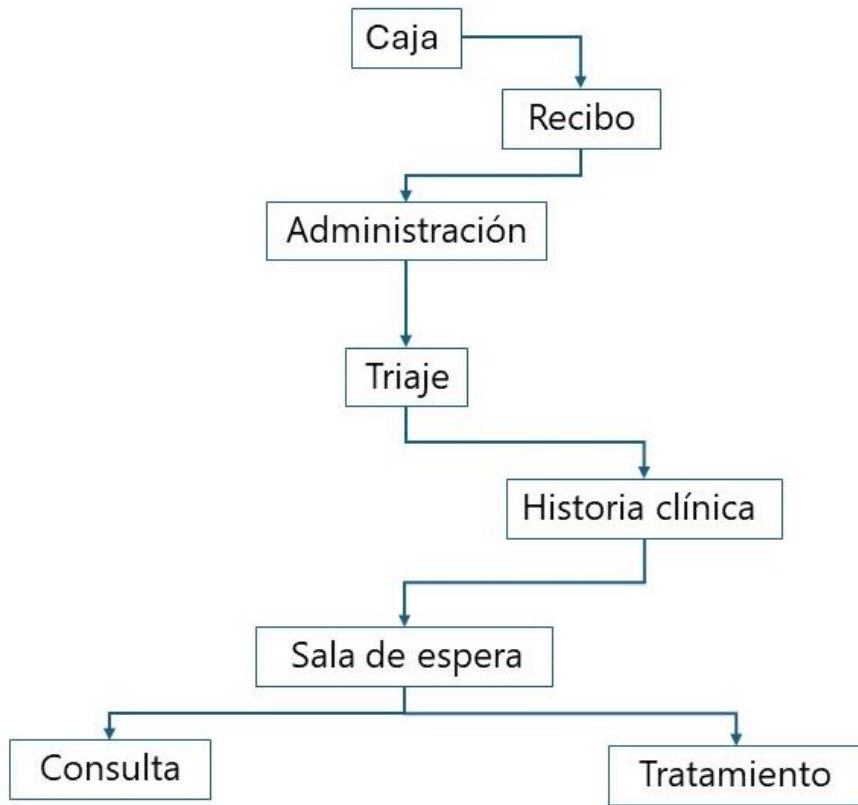 Caja
Recibo
Administración
Triaje
Historia clínica
Sala de espera
Consulta
Tratamiento